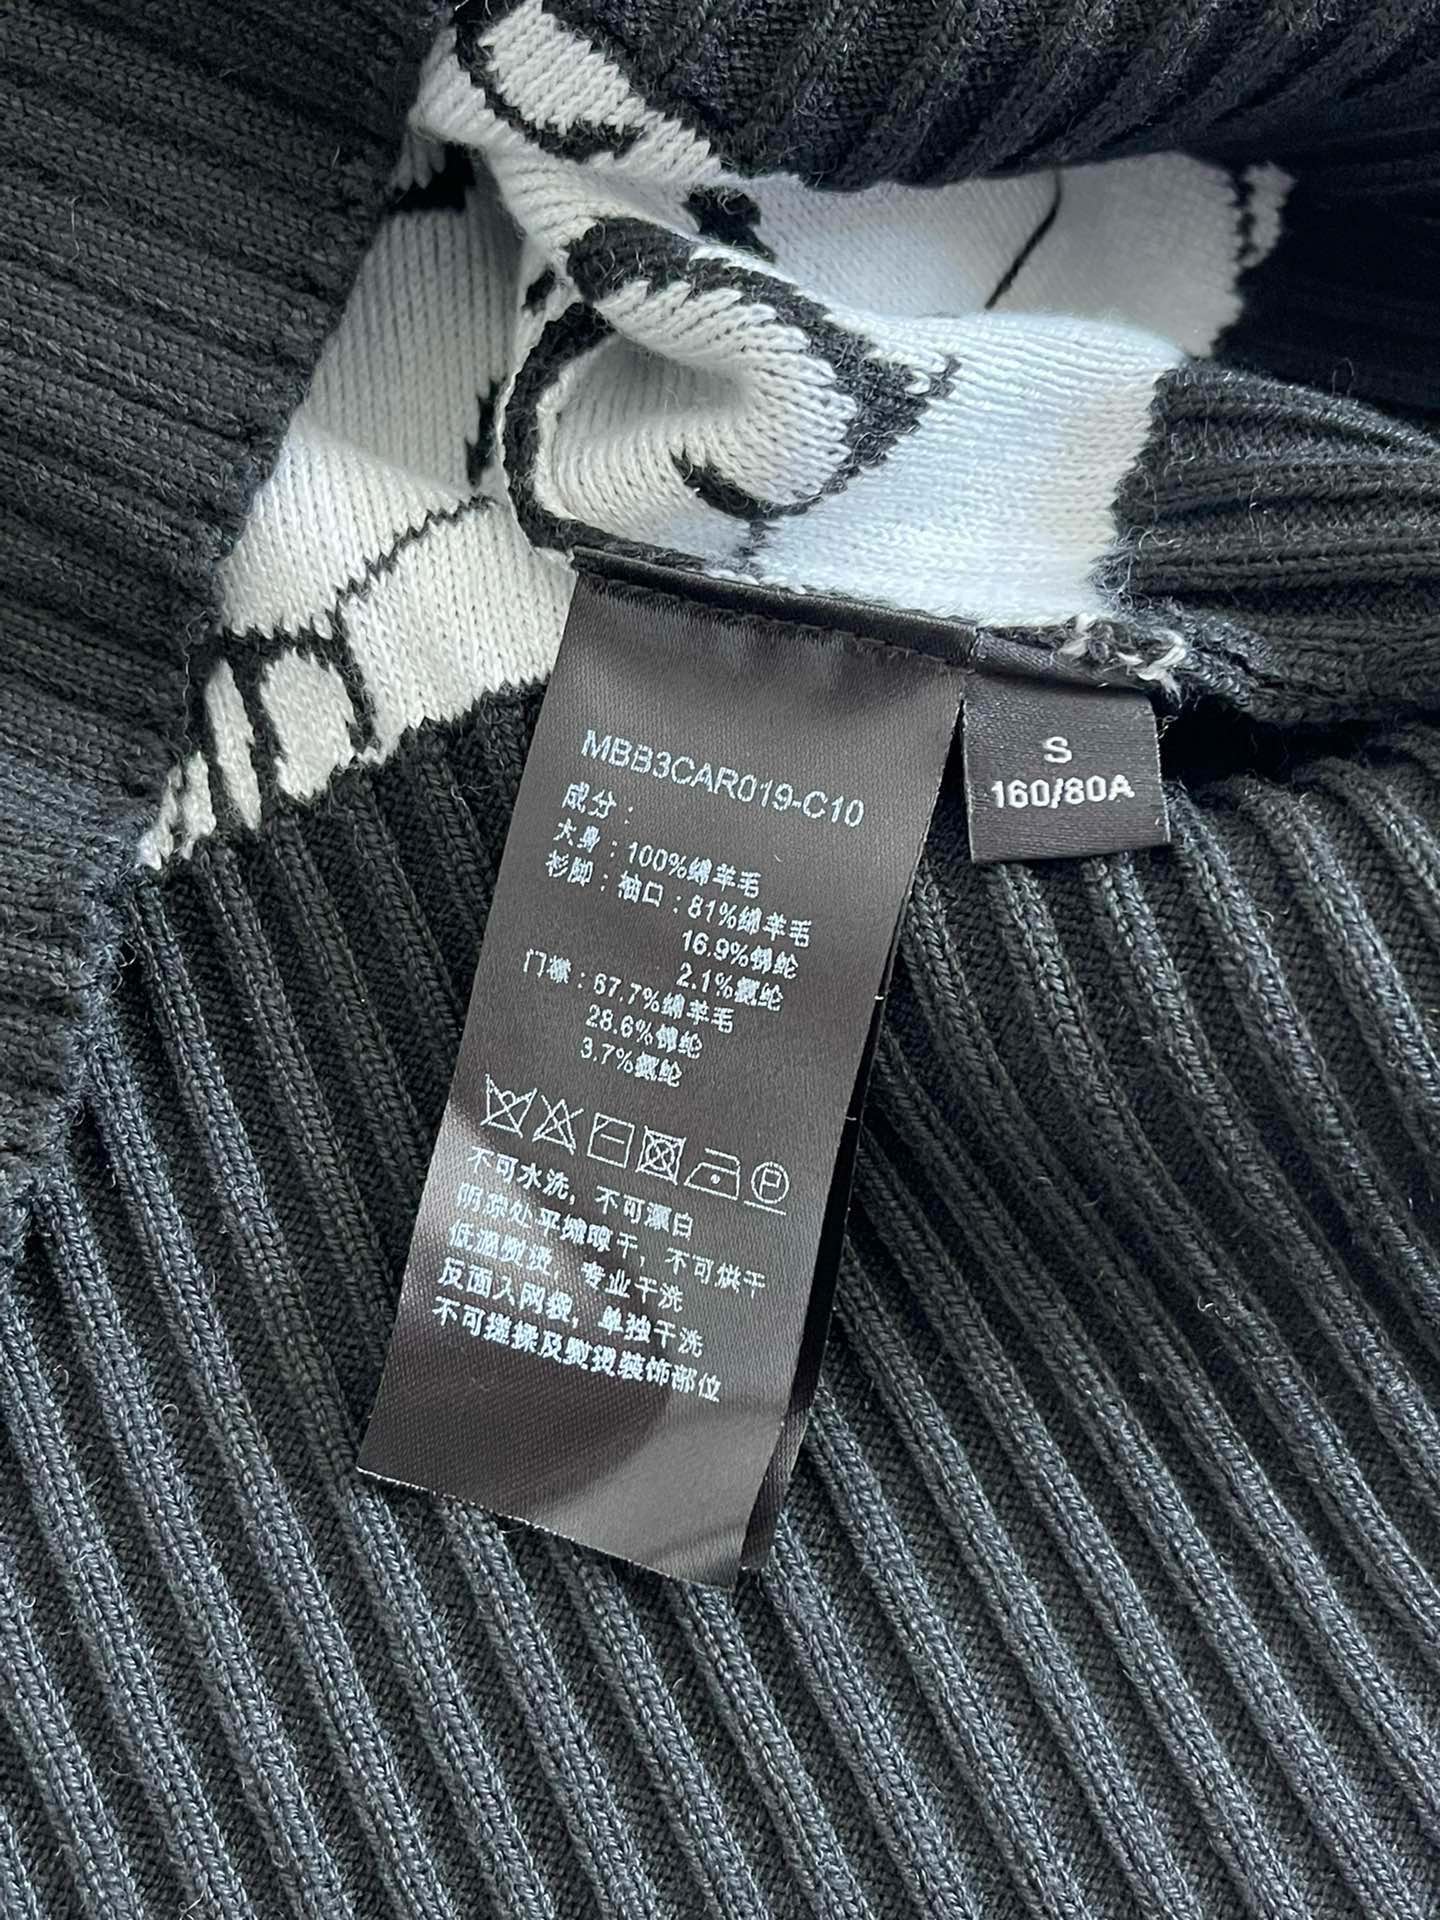 MBB3CAR019-C10
成分：
大身：100%绵羊毛
衫脚：袖口：81%绵羊毛
16.9%锦纶
2.1%氨纶
门襟：67.7%绵羊毛
28.6%锦纶
3.7%氨纶
P
不可水洗，不可漂白
阴凉处平摊晾干，不可烘干
低温熨烫，专业干洗
反面入网袋，单独干洗
不可搓揉及熨烫装饰部位
S
160/80A